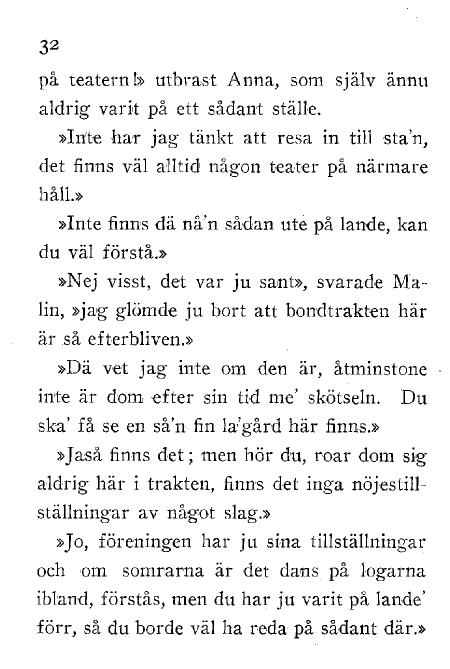 32
på teatern!» utbrast Anna, som själv ännu
aldrig varit på ett sådant ställe.
»Inte har jag tänkt att resa in till sta'n,
det finns väl alltid någon teater på närmare
håll.»
»Inte finns dä nå'n sådan ute på lande, kan
du väl förstå.»
»Nej visst, det var ju sant», svarade Ma-
lin, »jag glömde ju bort att bondtrakten här
är så efterbliven.»
»Dä vet jag inte om den är, åtminstone
inte är dom efter sin tid me' skötseln. Du
ska' få se en så'n fin la'gård här finns.»
»Jaså finns det; men hör du, roar dom sig
aldrig här i trakten, finns det inga nöjestill-
ställningar av något slag.»
»Jo, föreningen har ju sina tillställningar
och om somrarna är det dans på logarna
ibland, förstås, men du har ju varit på lande'
förr, så du borde väl ha reda på sådant där.»